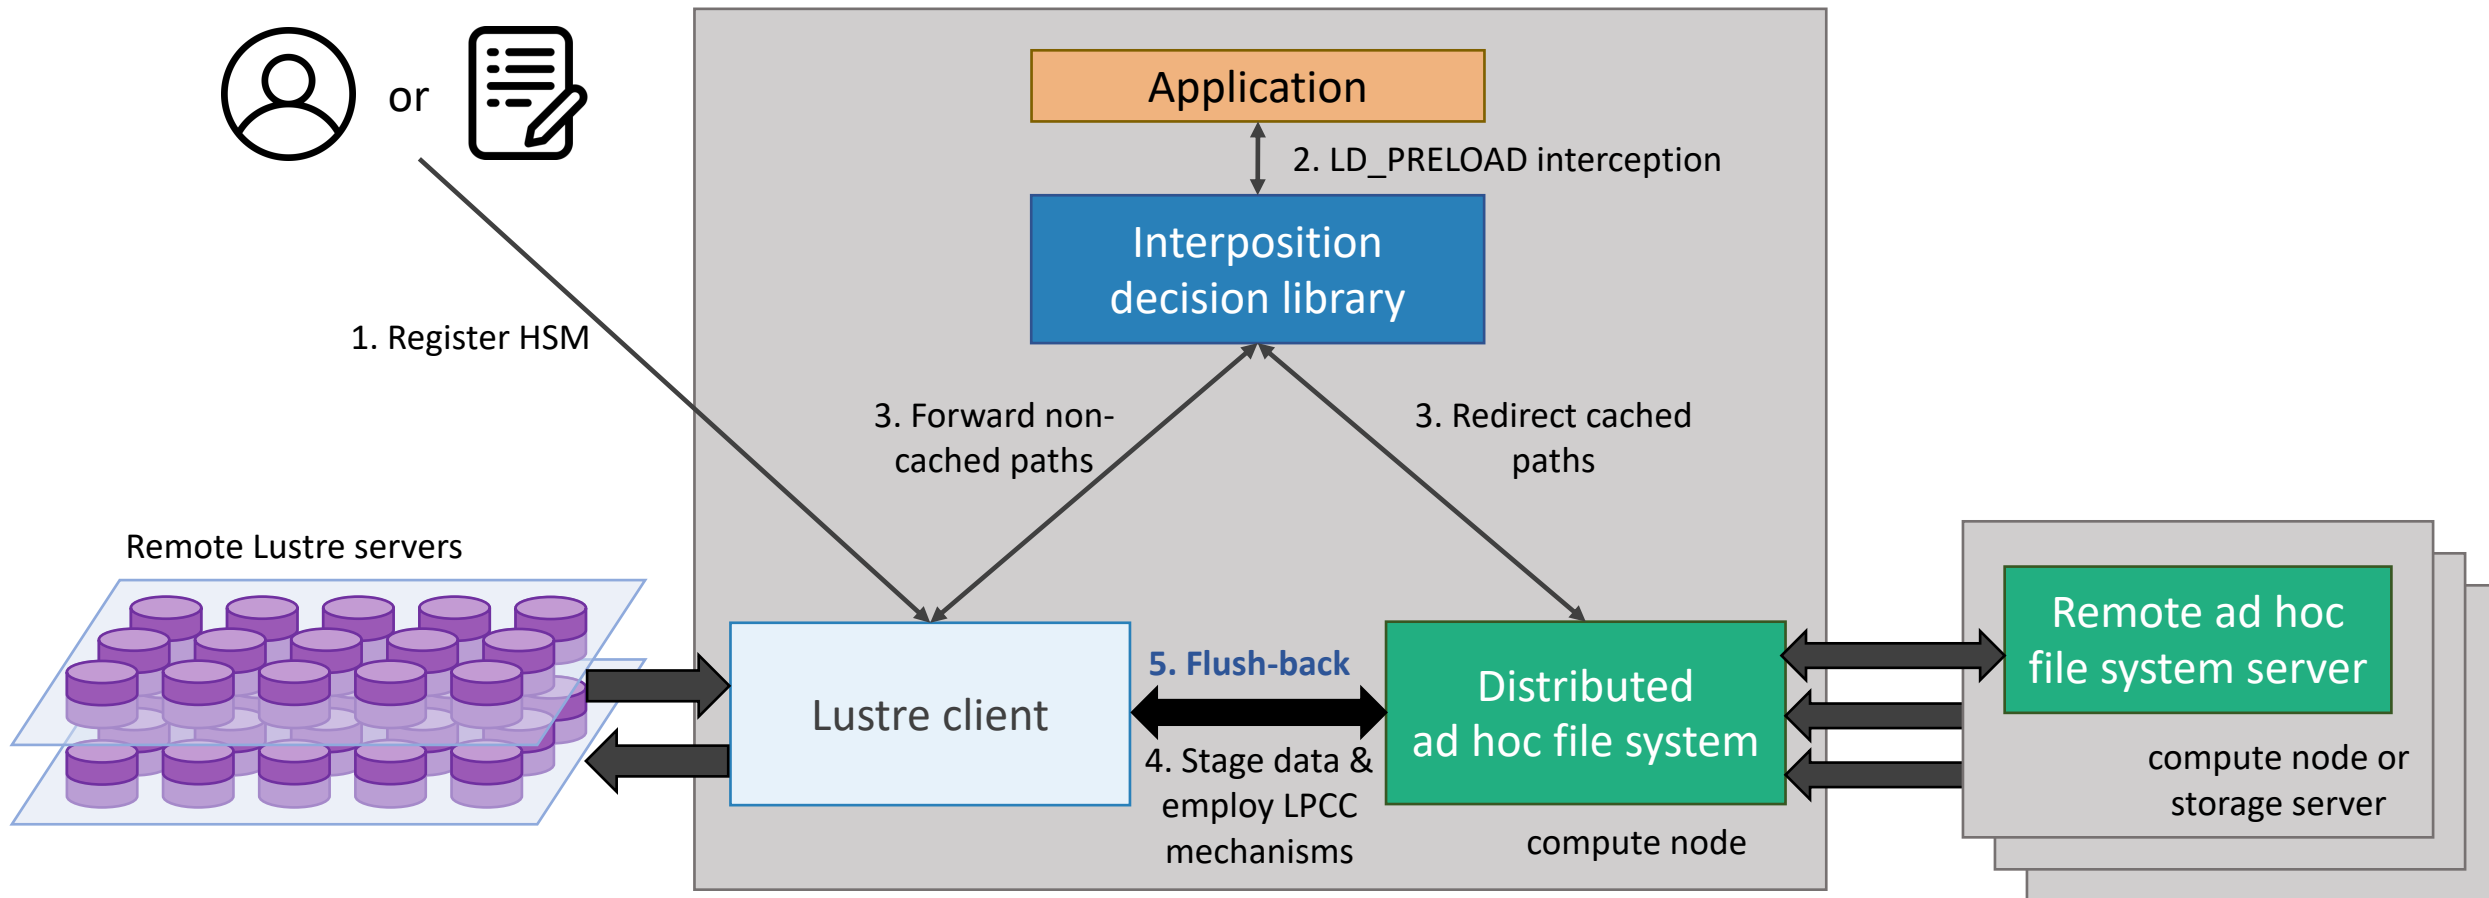 or
Application
2. LD_PRELOAD interception
Interposition
decision library
1. Register HSM
3. Forward non-
cached paths
3. Redirect cached
paths
Remote Lustre servers
Lustre client
5. Flush-back
4. Stage data &
employ LPCC
mechanisms
Distributed
ad hoc file system
compute node
Remote ad hoc
file system server
compute node or
storage server